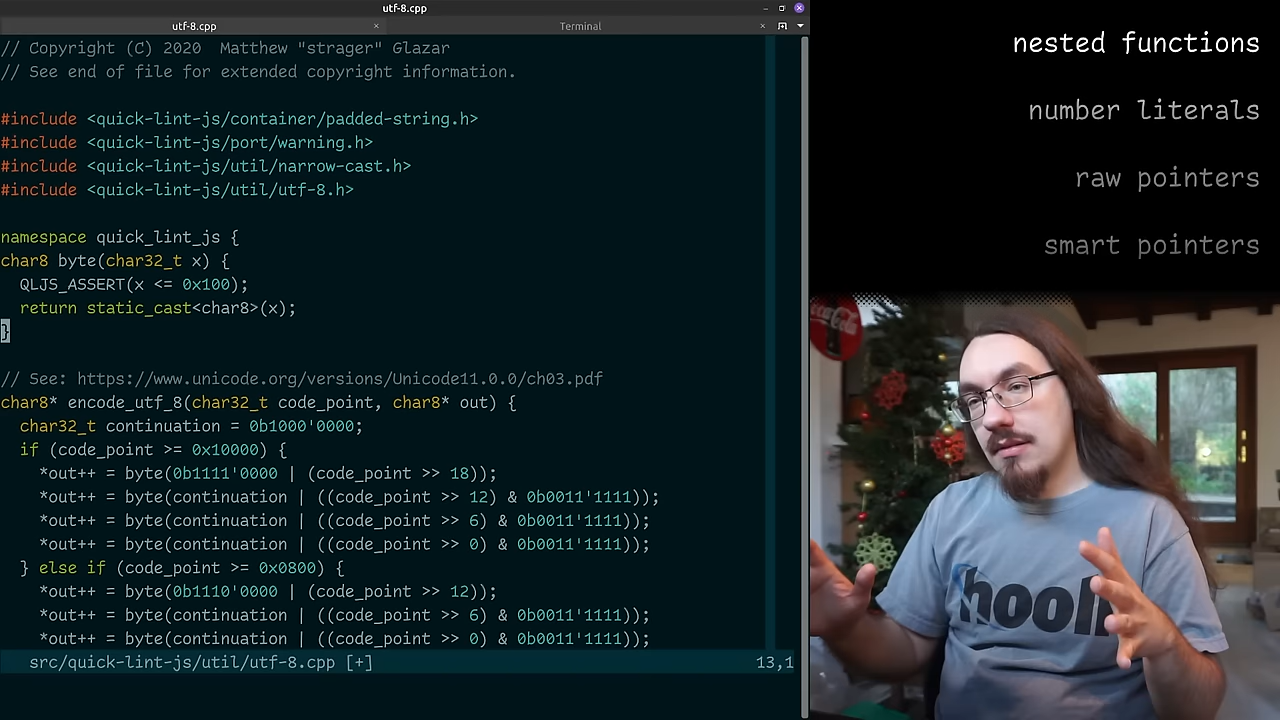 utf-8.cpp
utf-8.cpp
Terminal
// Copyright (C) 2020  Matthew "strager" Glazar
// See end of file for extended copyright information.
#include <quick-lint-js/container/padded-string.h>
#include <quick-lint-js/port/warning.h>
#include <quick-lint-js/util/narrow-cast.h>
#include <quick-lint-js/util/utf-8.h>
namespace quick_lint_js {
char8 byte(char32_t x) {
  QLJS_ASSERT(x <= 0x100);
  return static_cast<char8>(x);
}
// See: https://www.unicode.org/versions/Unicode11.0.0/ch03.pdf
char8* encode_utf_8(char32_t code_point, char8* out) {
  char32_t continuation = 0b1000'0000;
  if (code_point >= 0x10000) {
    *out++ = byte(0b1111'0000 | (code_point >> 18));
    *out++ = byte(continuation | ((code_point >> 12) & 0b0011'1111));
    *out++ = byte(continuation | ((code_point >> 6) & 0b0011'1111));
    *out++ = byte(continuation | ((code_point >> 0) & 0b0011'1111));
  } else if (code_point >= 0x0800) {
    *out++ = byte(0b1110'0000 | (code_point >> 12));
    *out++ = byte(continuation | ((code_point >> 6) & 0b0011'1111));
    *out++ = byte(continuation | ((code_point >> 0) & 0b0011'1111));
src/quick-lint-js/util/utf-8.cpp [+]
13,1
nested functions
number literals
raw pointers
smart pointers
Coca-Cola
hooli